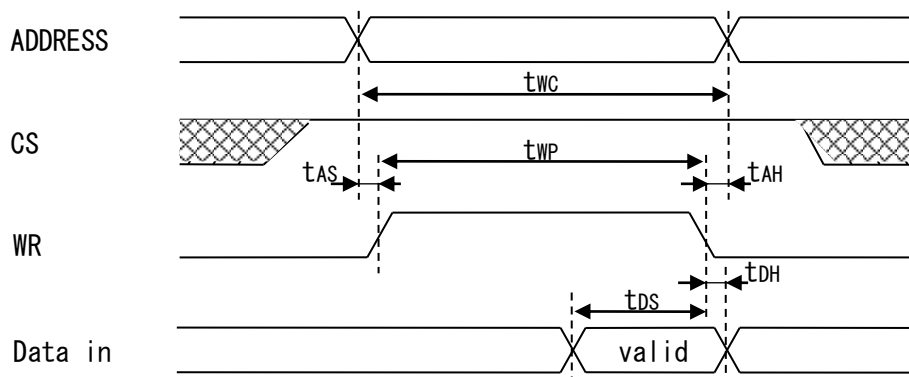 ADDRESS
tWC
CS
tWP
tAS
tAH
WR
tDH
tDS
Data in
valid